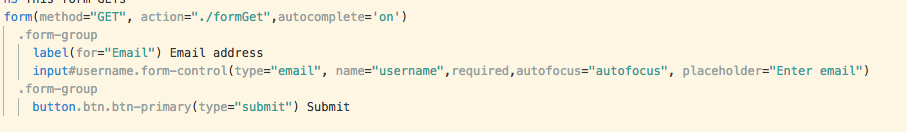 h3 This form GETs
form(method="GET", action="./formGet",autocomplete='on')
.form-group
label(for="Email") Email address
input#username.form-control(type="email", name="username",required,autofocus="autofocus", placeholder="Enter email")
.form-group
button.btn.btn-primary(type="submit") Submit